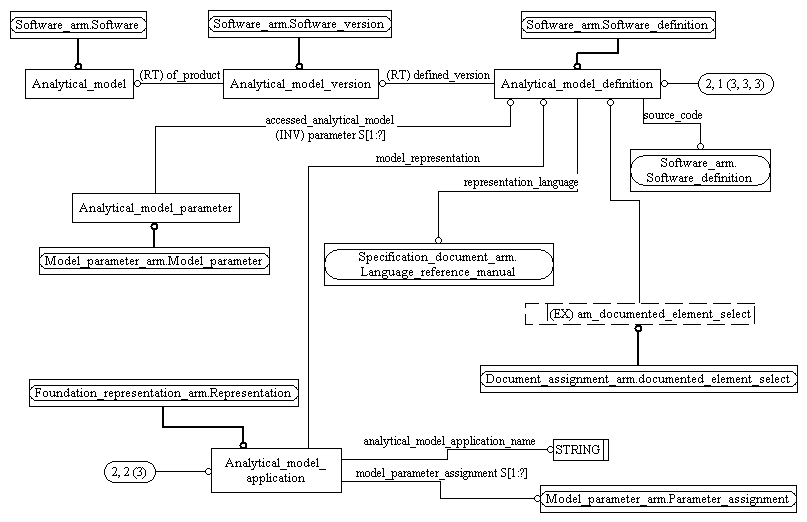 Software_arm.Software
Software_arm.Software_version
Software_arm.Software_definition
Analytical_model
(RT) of_product
Analytical_model_version
(RT) defined_version
Analytical_model_definition
2, 1 (3, 3, 3)
source_code
accessed_analytical_model
(INV) parameter S[1:?]
model_representation
Software_arm.
Software_definition
representation_language
Analytical_model_parameter
Model_parameter_arm.Model_parameter
Specification_document_arm.
Language_reference_manual
(EX) am_documented_element_select
Document_assignment_arm.documented_element_select
Foundation_representation_arm.Representation
analytical_model_application_name
STRING
2, 2 (3)
Analytical_model_
application
model_parameter_assignment S[1:?]
Model_parameter_arm.Parameter_assignment